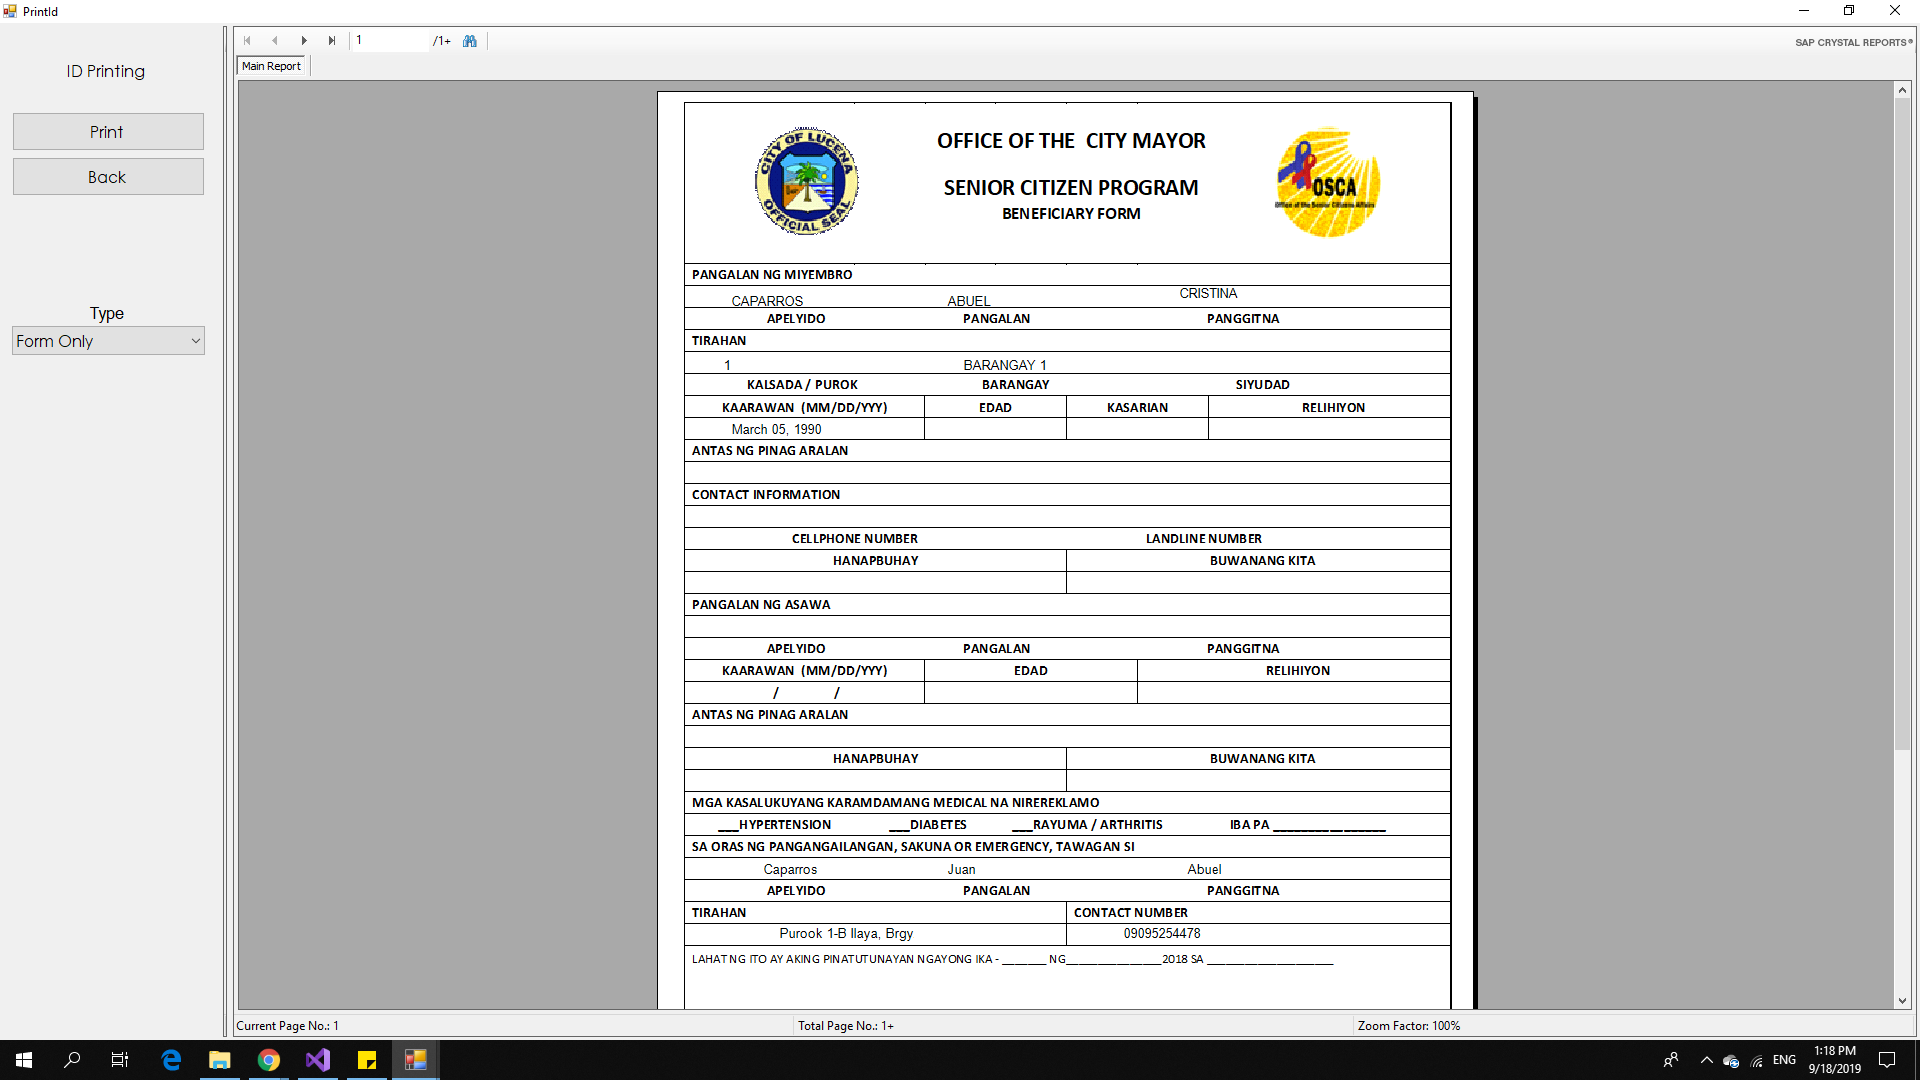 PrintId
ID Printing
Print
Back
Type
Form Only
1 /1+
SAP CRYSTAL REPORTS®
Main Report
CITY OF LUCENA
OFFICIAL SEAL
OFFICE OF THE CITY MAYOR
SENIOR CITIZEN PROGRAM
BENEFICIARY FORM
OSCA
Office of the Senior Citizens Affairs
PANGALAN NG MIYEMBRO
CAPARROS ABUEL CRISTINA
APELYIDO PANGALAN PANGGITNA
TIRAHAN
1 BARANGAY 1
KALSADA / PUROK BARANGAY SIYUDAD
KAARAWAN (MM/DD/YYY) EDAD KASARIAN RELIHIYON
March 05, 1990
ANTAS NG PINAG ARALAN
CONTACT INFORMATION
CELLPHONE NUMBER LANDLINE NUMBER
HANAPBUHAY BUWANANG KITA
PANGALAN NG ASAWA
APELYIDO PANGALAN PANGGITNA
KAARAWAN (MM/DD/YYY) EDAD RELIHIYON
/ /
ANTAS NG PINAG ARALAN
HANAPBUHAY BUWANANG KITA
MGA KASALUKUYANG KARAMDAMANG MEDICAL NA NIREREKLAMO
___HYPERTENSION ___DIABETES ___RAYUMA / ARTHRITIS IBA PA ________________
SA ORAS NG PANGANGAILANGAN, SAKUNA OR EMERGENCY, TAWAGAN SI
Caparros Juan Abuel
APELYIDO PANGALAN PANGGITNA
TIRAHAN CONTACT NUMBER
Purook 1-B Ilaya, Brgy 09095254478
LAHAT NG ITO AY AKING PINATUTUNAYAN NGAYONG IKA - _______ NG_______________2018 SA ____________________
Current Page No.: 1 Total Page No.: 1+ Zoom Factor: 100%
ENG
1:18 PM
9/18/2019